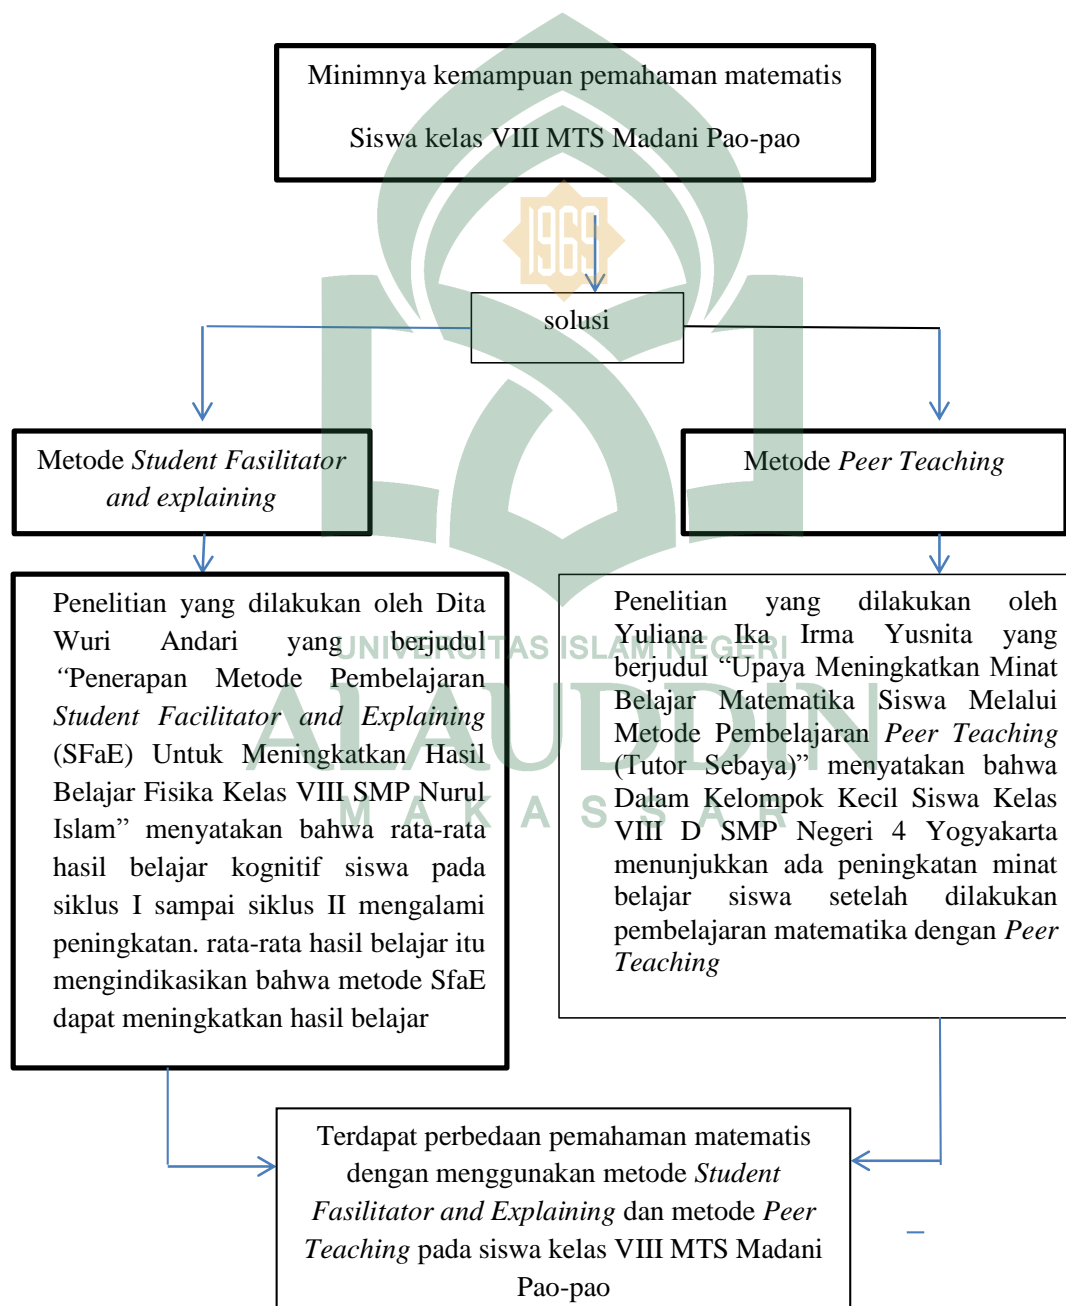 Minimnya kemampuan pemahaman matematis
Siswa kelas VIII MTS Madani Pao-pao
1969
solusi
Metode Student Fasilitator
and explaining
Metode Peer Teaching
Penelitian yang dilakukan oleh Dita
Wuri Andari yang berjudul
“Penerapan Metode Pembelajaran
Student Facilitator and Explaining
(SFaE) Untuk Meningkatkan Hasil
Belajar Fisika Kelas VIII SMP Nurul
Islam” menyatakan bahwa rata-rata
hasil belajar kognitif siswa pada
siklus I sampai siklus II mengalami
peningkatan. rata-rata hasil belajar itu
mengindikasikan bahwa metode SfaE
dapat meningkatkan hasil belajar
Penelitian yang dilakukan oleh
Yuliana Ika Irma Yusnita yang
berjudul “Upaya Meningkatkan Minat
Belajar Matematika Siswa Melalui
Metode Pembelajaran Peer Teaching
(Tutor Sebaya)” menyatakan bahwa
Dalam Kelompok Kecil Siswa Kelas
VIII D SMP Negeri 4 Yogyakarta
menunjukkan ada peningkatan minat
belajar siswa setelah dilakukan
pembelajaran matematika dengan Peer
Teaching
UNIVERSITAS ISLAM NEGERI
ALAUDDIN
MAKASSAR
Terdapat perbedaan pemahaman matematis
dengan menggunakan metode Student
Fasilitator and Explaining dan metode Peer
Teaching pada siswa kelas VIII MTS Madani
Pao-pao